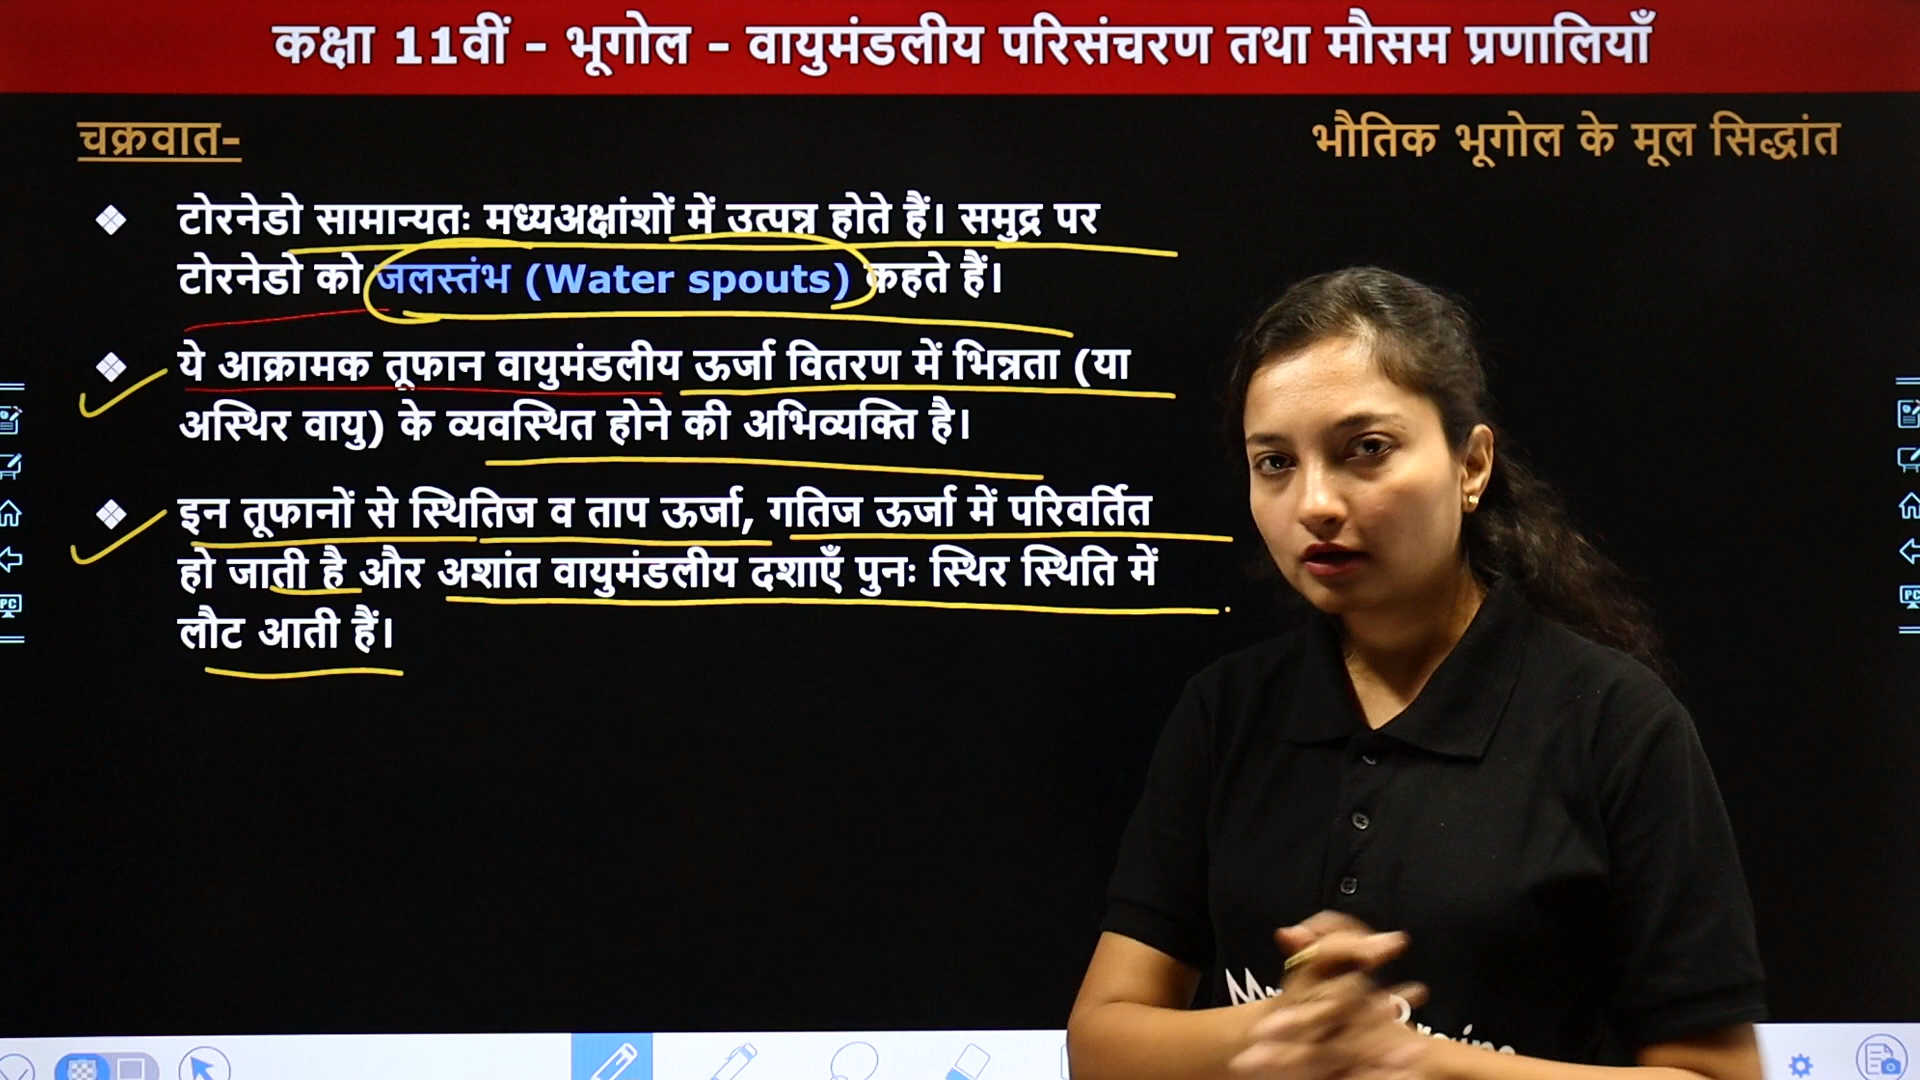 कक्षा 11वीं - भूगोल - वायुमंडलीय परिसंचरण तथा मौसम प्रणालियाँ
चक्रवात-
भौतिक भूगोल के मूल सिद्धांत
❖ टोरनेडो सामान्यतः मध्यअक्षांशों में उत्पन्न होते हैं। समुद्र पर
टोरनेडो को जलस्तंभ (Water spouts) कहते हैं।
❖ ये आक्रामक तूफान वायुमंडलीय ऊर्जा वितरण में भिन्नता (या
अस्थिर वायु) के व्यवस्थित होने की अभिव्यक्ति है।
❖ इन तूफानों से स्थितिज व ताप ऊर्जा, गतिज ऊर्जा में परिवर्तित
हो जाती है और अशांत वायुमंडलीय दशाएँ पुनः स्थिर स्थिति में
लौट आती हैं।
PC
PC